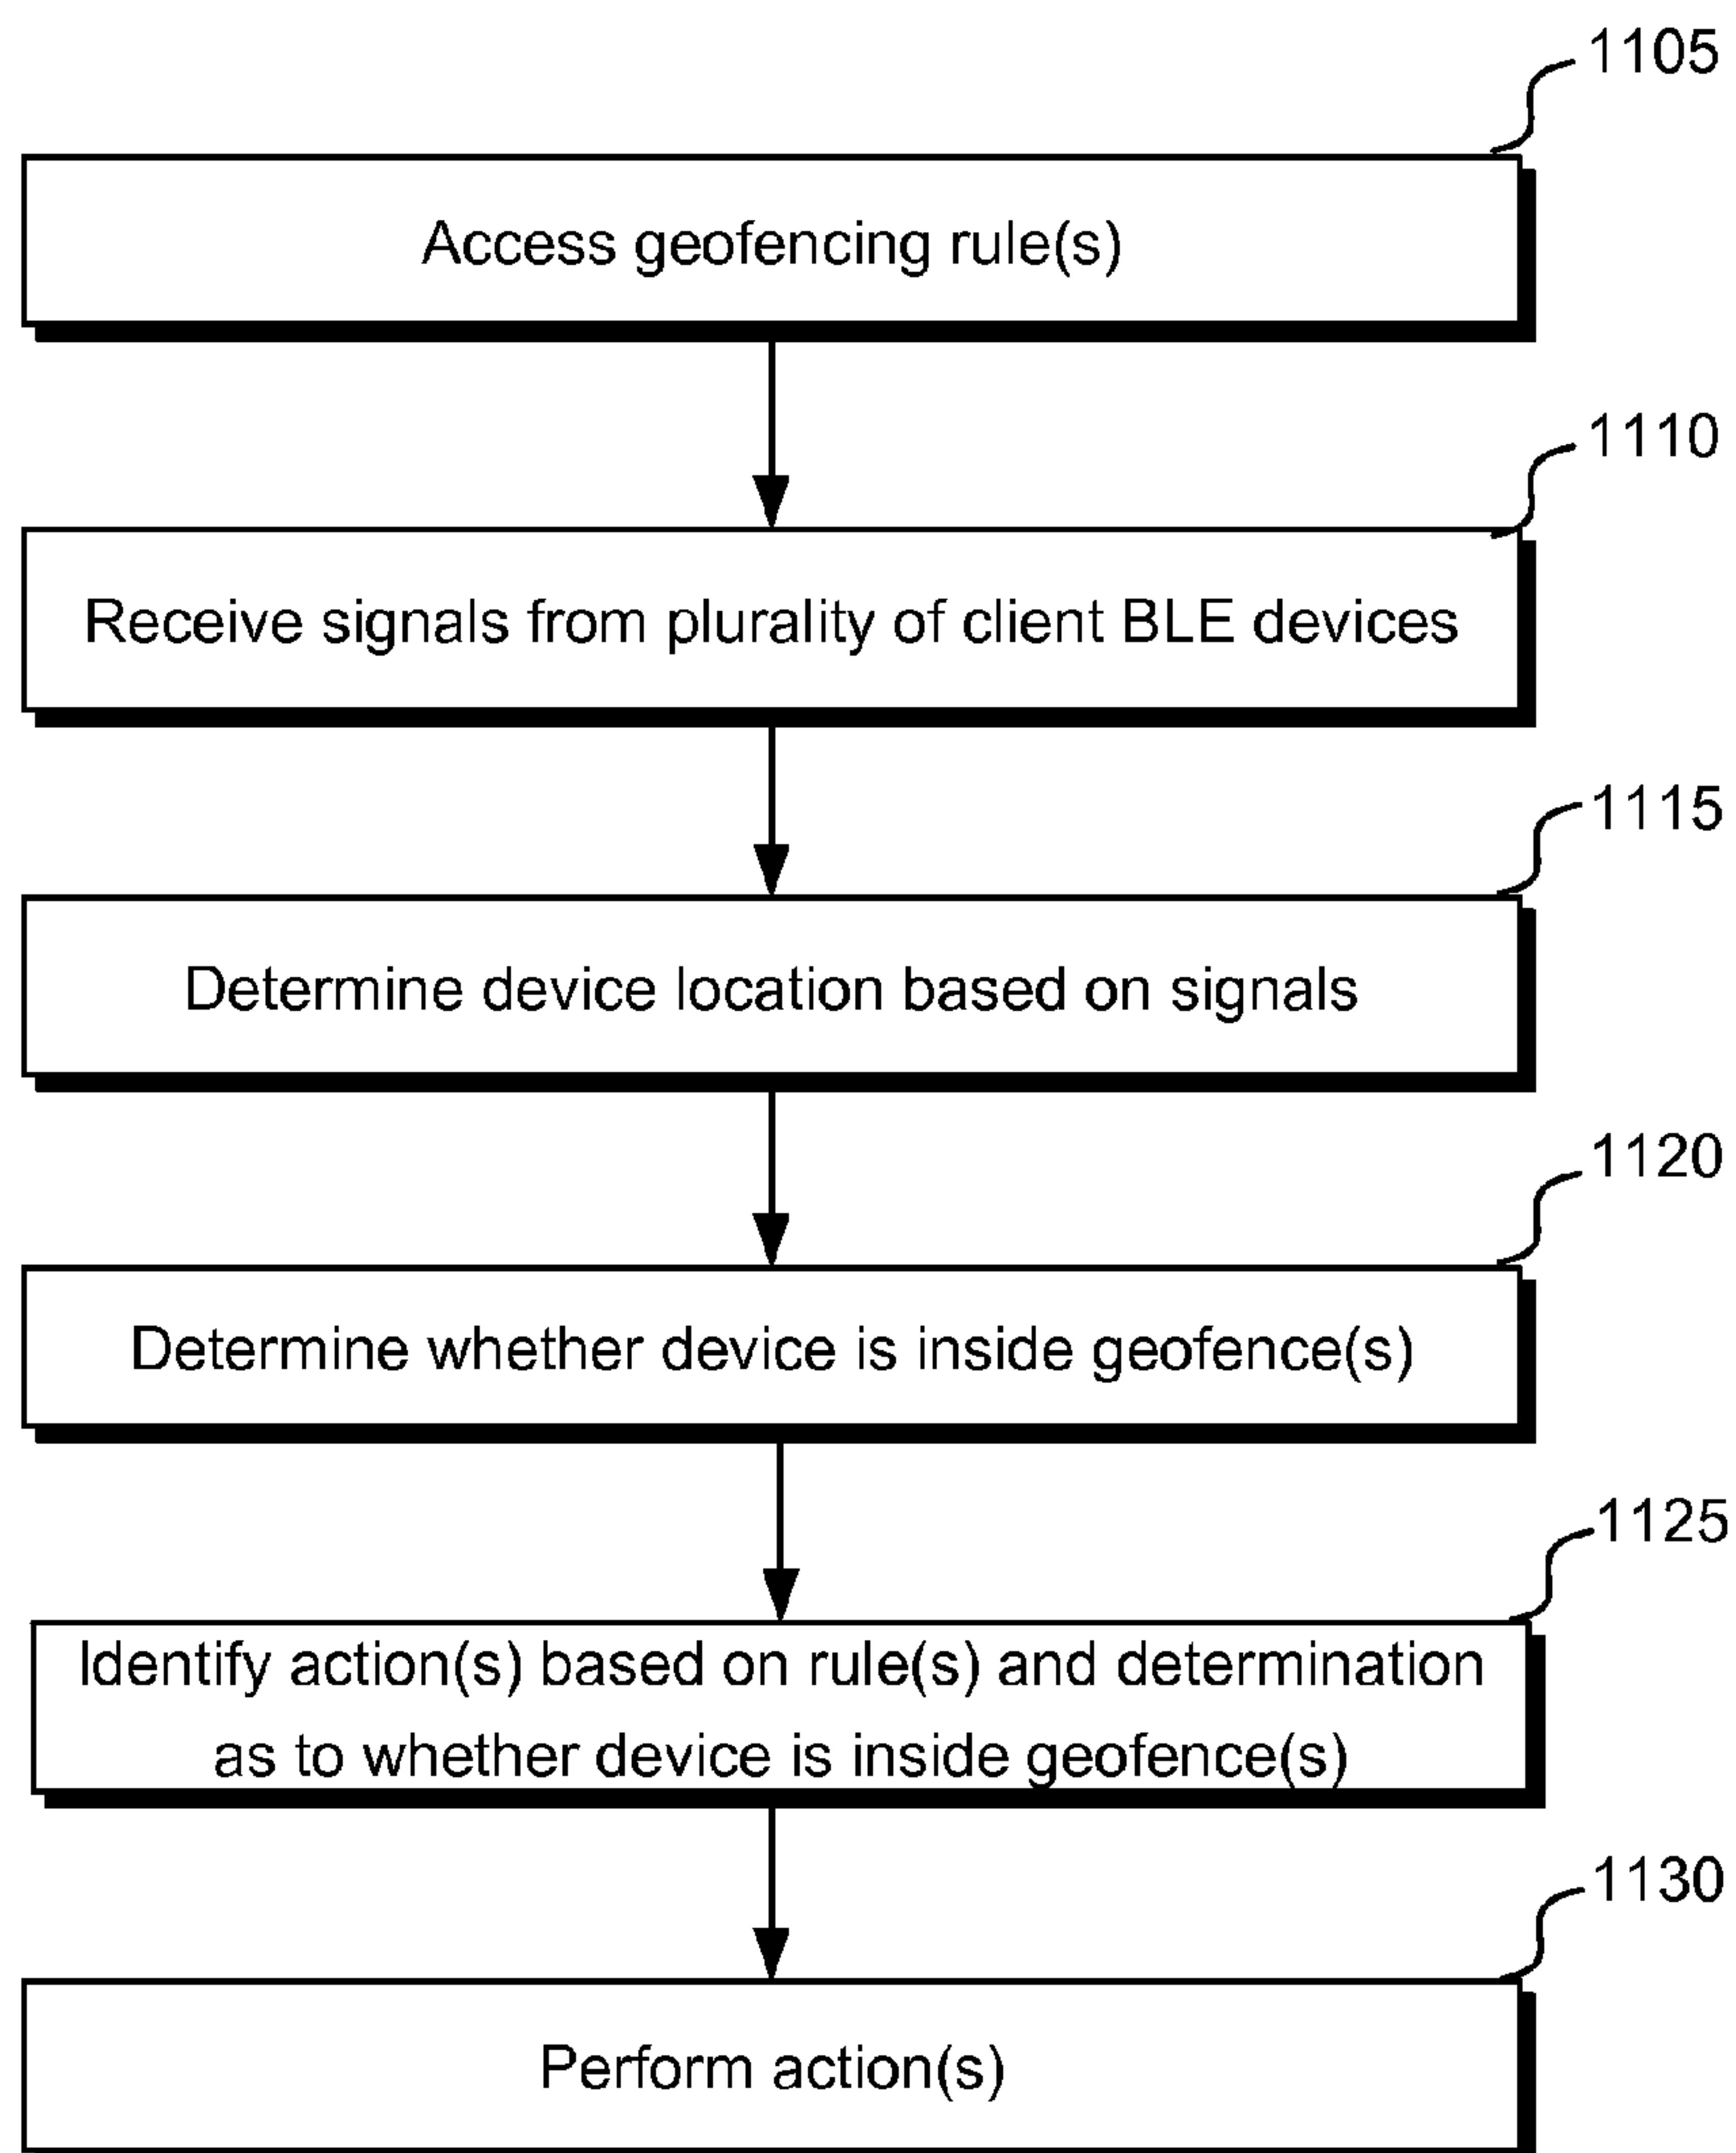 1105
Access geofencing rule(s)
1110
Receive signals from plurality of client BLE devices
1115
Determine device location based on signals
1120
Determine whether device is inside geofence(s)
1125
Identify action(s) based on rule(s) and determination
as to whether device is inside geofence(s)
1130
Perform action(s)